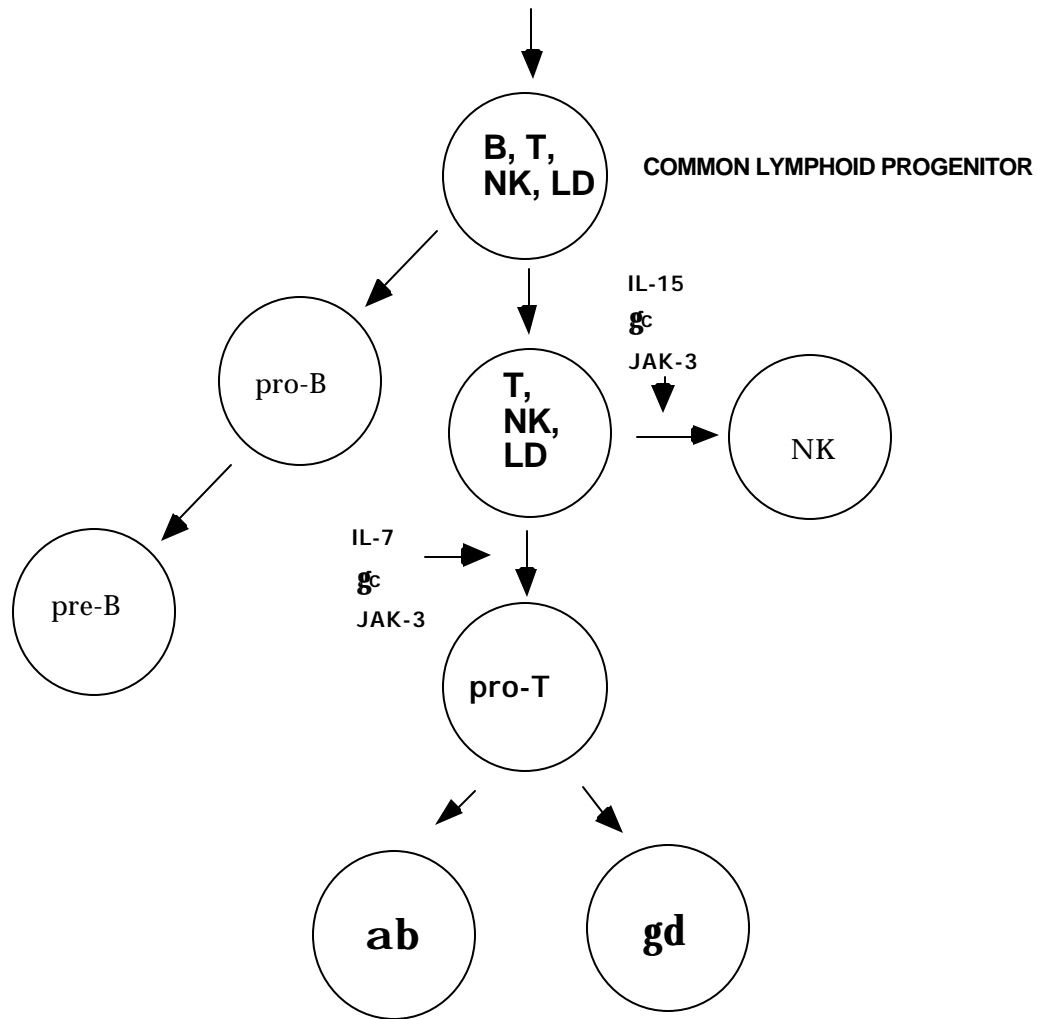 B, T,
NK, LD
COMMON LYMPHOID PROGENITOR
IL-15
gc
JAK-3
pro-B
T,
NK,
LD
NK
IL-7
gc
JAK-3
pre-B
pro-T
ab
gd